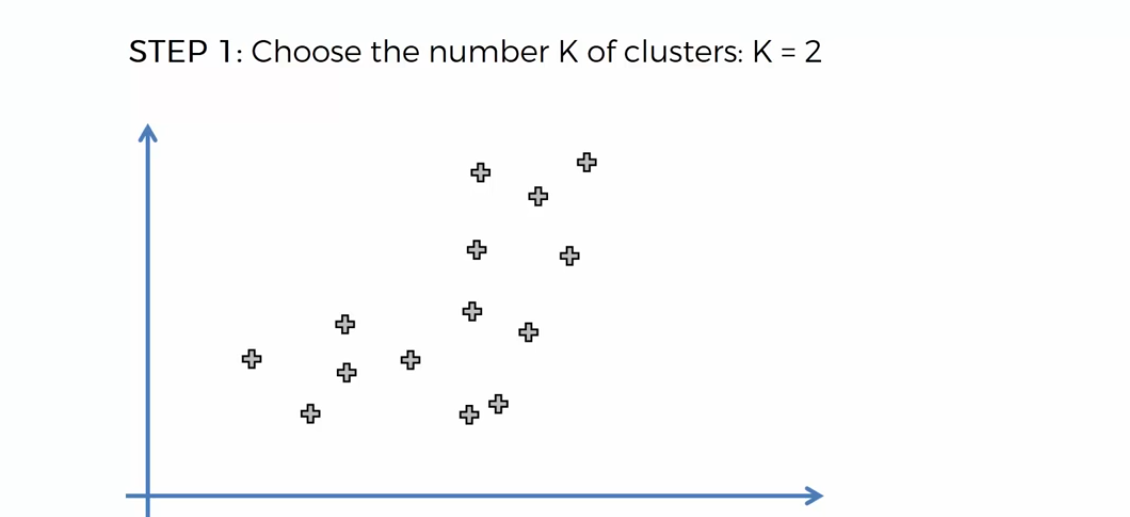 STEP 1: Choose the number K of clusters: K = 2